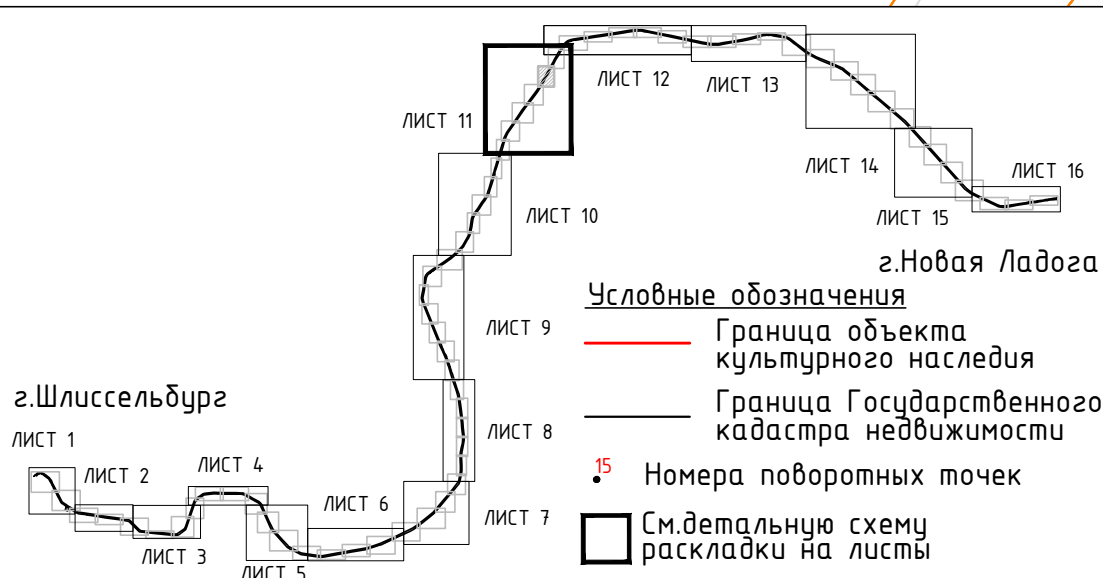 ЛИСТ 12
ЛИСТ 13
ЛИСТ 11
ЛИСТ 14
ЛИСТ 16
ЛИСТ 10
ЛИСТ 15
г.Новая Ладога
Условные обозначения
ЛИСТ 9
Граница объекта
культурного наследия
г.Шлиссельбург
Граница Государственного
кадастра недвижимости
ЛИСТ 1
ЛИСТ 8
ЛИСТ 2
ЛИСТ 4
15
Номера поворотных точек
ЛИСТ 6
ЛИСТ 7
См.детальную схему
раскладки на листы
ЛИСТ 3
ЛИСТ 5